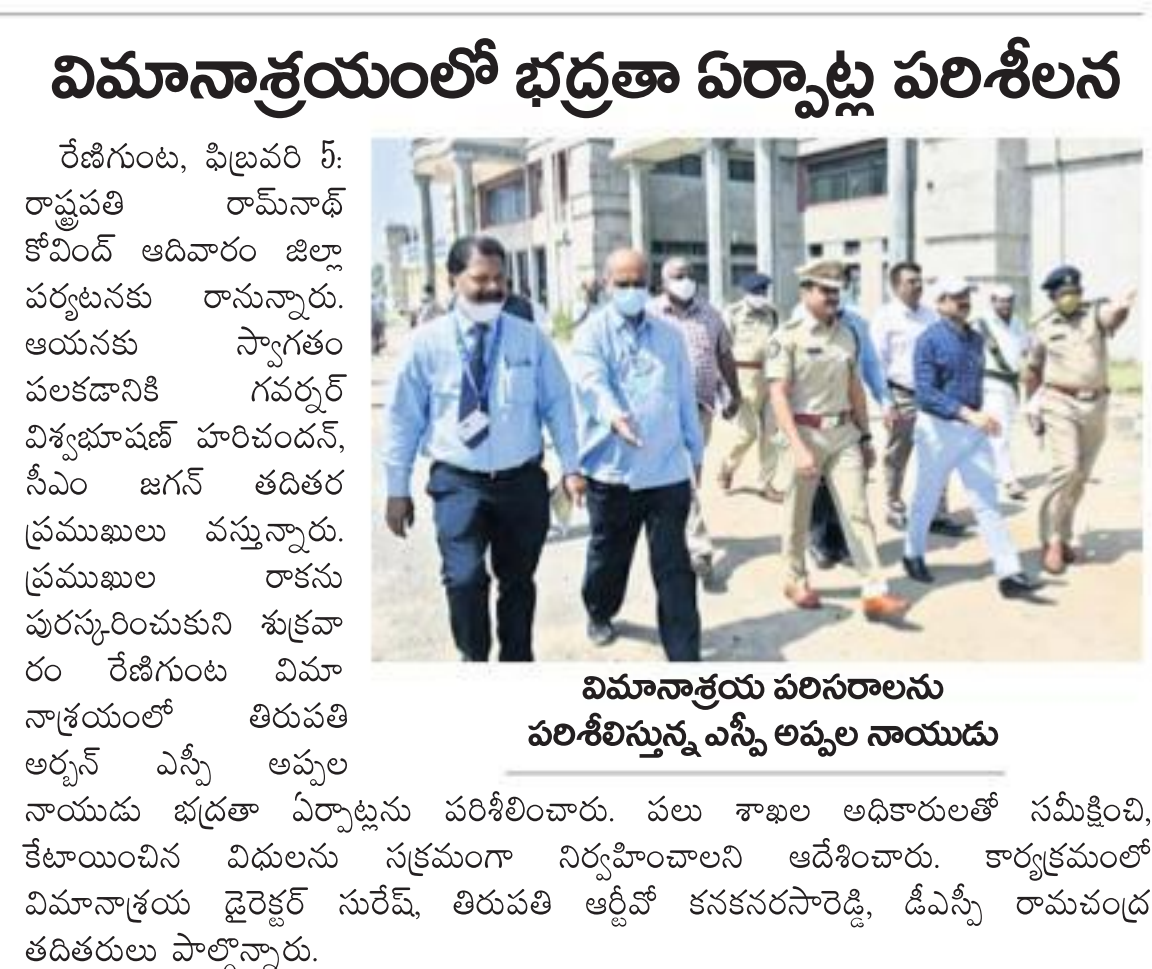 విమానాశ్రయంలో భద్రతా ఏర్పాట్ల పరిశీలన
రేణిగుంట, ఫిబ్రవరి 5:
రాష్ట్రపతి రామ్‌నాథ్
కోవింద్ ఆదివారం జిల్లా
పర్యటనకు రానున్నారు.
ఆయనకు స్వాగతం
పలకడానికి గవర్నర్
విశ్వభూషణ్ హరిచందన్,
సీఎం జగన్ తదితర
ప్రముఖులు వస్తున్నారు.
ప్రముఖుల రాకను
పురస్కరించుకుని శుక్రవా
రం రేణిగుంట విమా
నాశ్రయంలో తిరుపతి
అర్బన్ ఎస్పీ అప్పల
నాయుడు భద్రతా ఏర్పాట్లను పరిశీలించారు. పలు శాఖల అధికారులతో సమీక్షించి,
కేటాయించిన విధులను సక్రమంగా నిర్వహించాలని ఆదేశించారు. కార్యక్రమంలో
విమానాశ్రయ డైరెక్టర్ సురేష్, తిరుపతి ఆర్టీవో కనకనరసారెడ్డి, డీఎస్పీ రామచంద్ర
తదితరులు పాల్గొన్నారు.
విమానాశ్రయ పరిసరాలను
పరిశీలిస్తున్న ఎస్పీ అప్పల నాయుడు